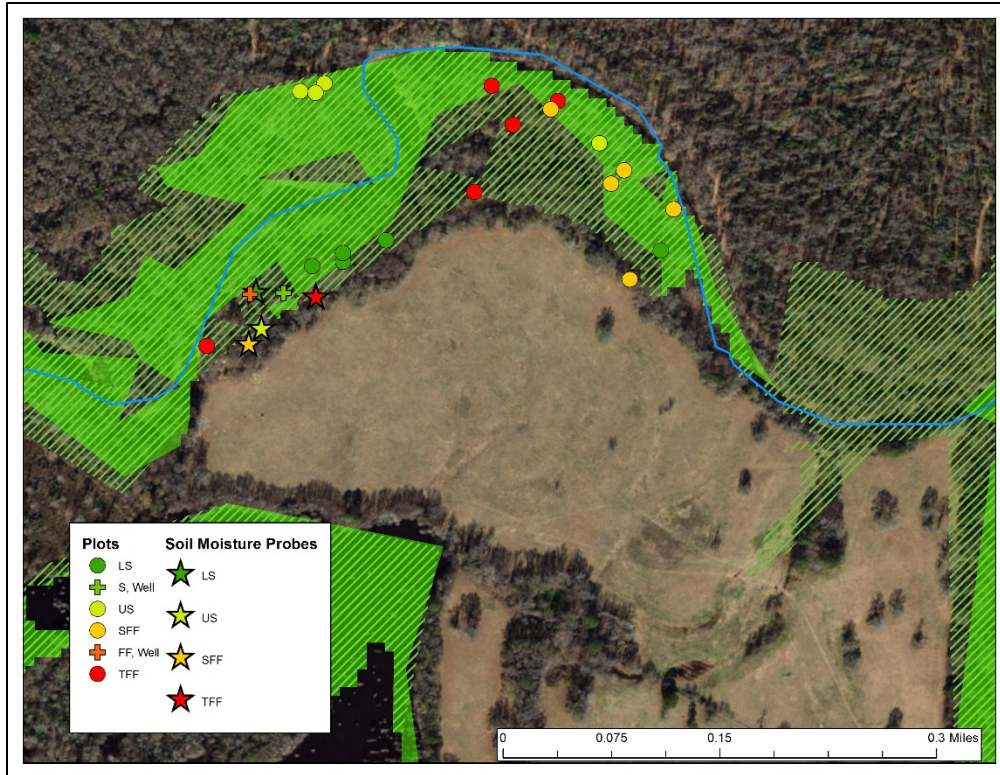 Plots
LS
S, Well
US
SFF
FF, Well
TFF
Soil Moisture Probes
LS
US
SFF
TFF
0 0.075 0.15 0.3 Miles